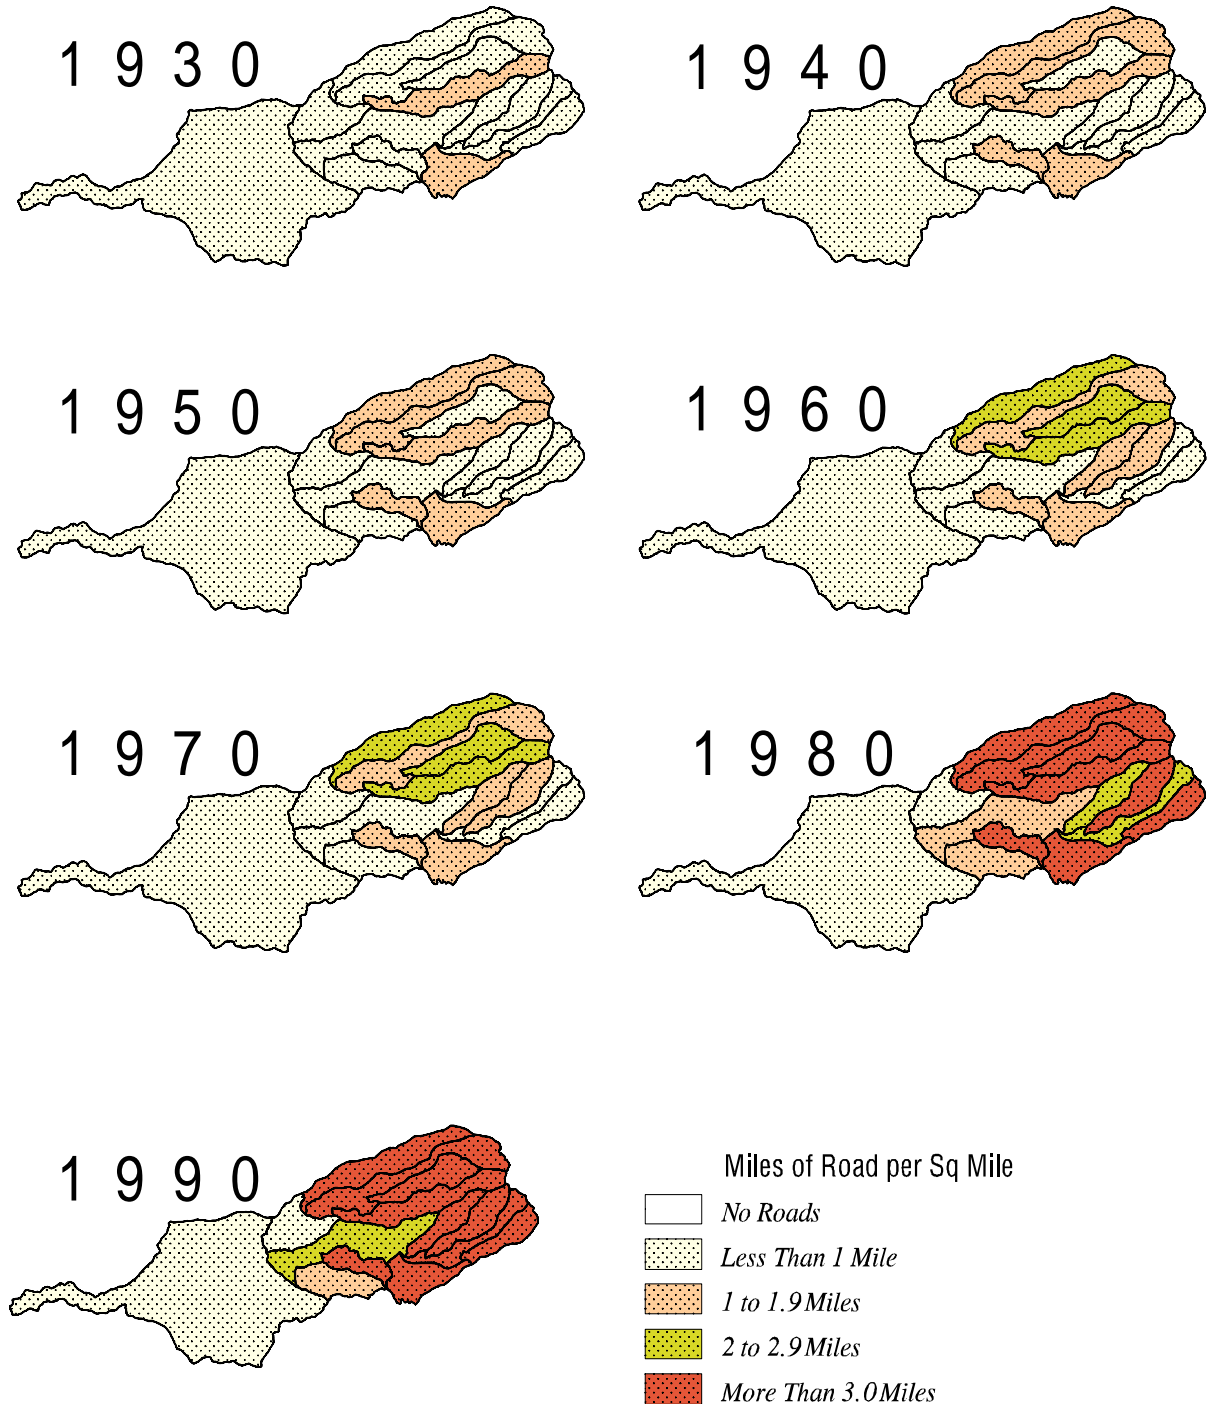 1 9 3 0
1 9 4 0
1 9 5 0
1 9 6 0
1 9 7 0
1 9 8 0
1 9 9 0
Miles of Road per Sq Mile
No Roads
Less Than 1 Mile
1 to 1.9 Miles
2 to 2.9 Miles
More Than 3.0 Miles